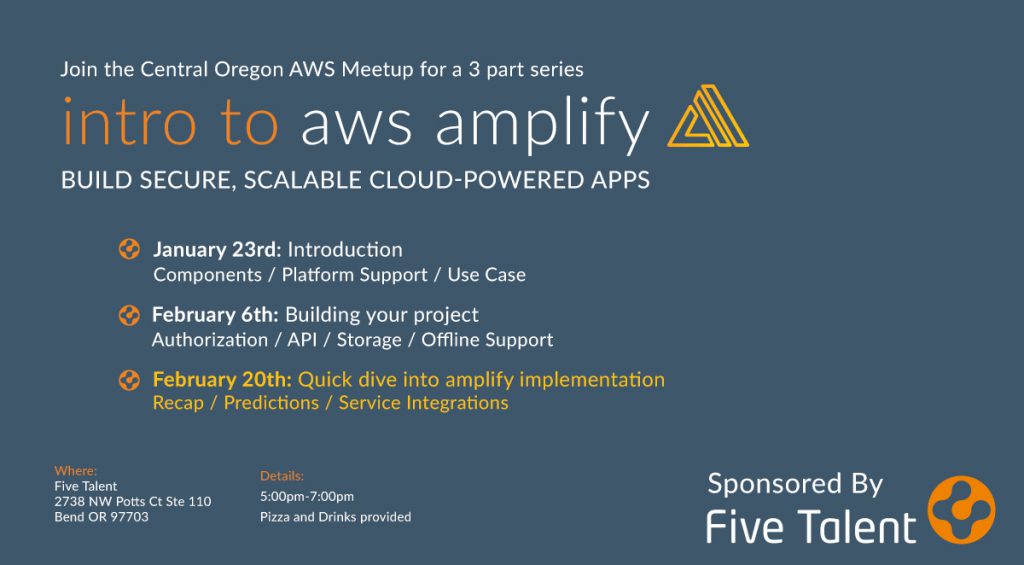 Join the Central Oregon AWS Meetup for a 3 part series
intro to aws amplify
BUILD SECURE, SCALABLE CLOUD-POWERED APPS
January 23rd: Introduction
Components / Platform Support / Use Case
February 6th: Building your project
Authorization / API / Storage / Offline Support
February 20th: Quick dive into amplify implementation
Recap / Predictions / Service Integrations
Where:
Five Talent
2738 NW Potts Ct Ste 110
Bend OR 97703
Details:
5:00pm-7:00pm
Pizza and Drinks provided
Sponsored By
Five Talent